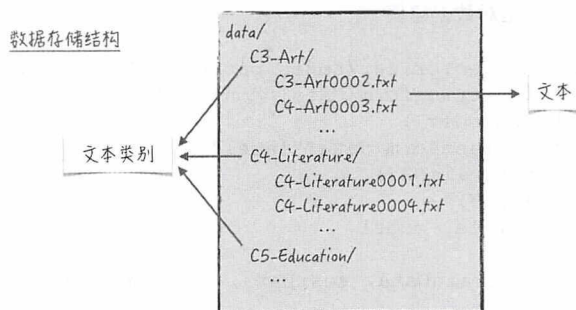 数据存储结构
data/
C3-Art/
C3-Art0002.txt
C4-Art0003.txt
文本
...
文本类别
C4-Literature/
C4-Literature0001.txt
C4-Literature0004.txt
...
C5-Education/
...